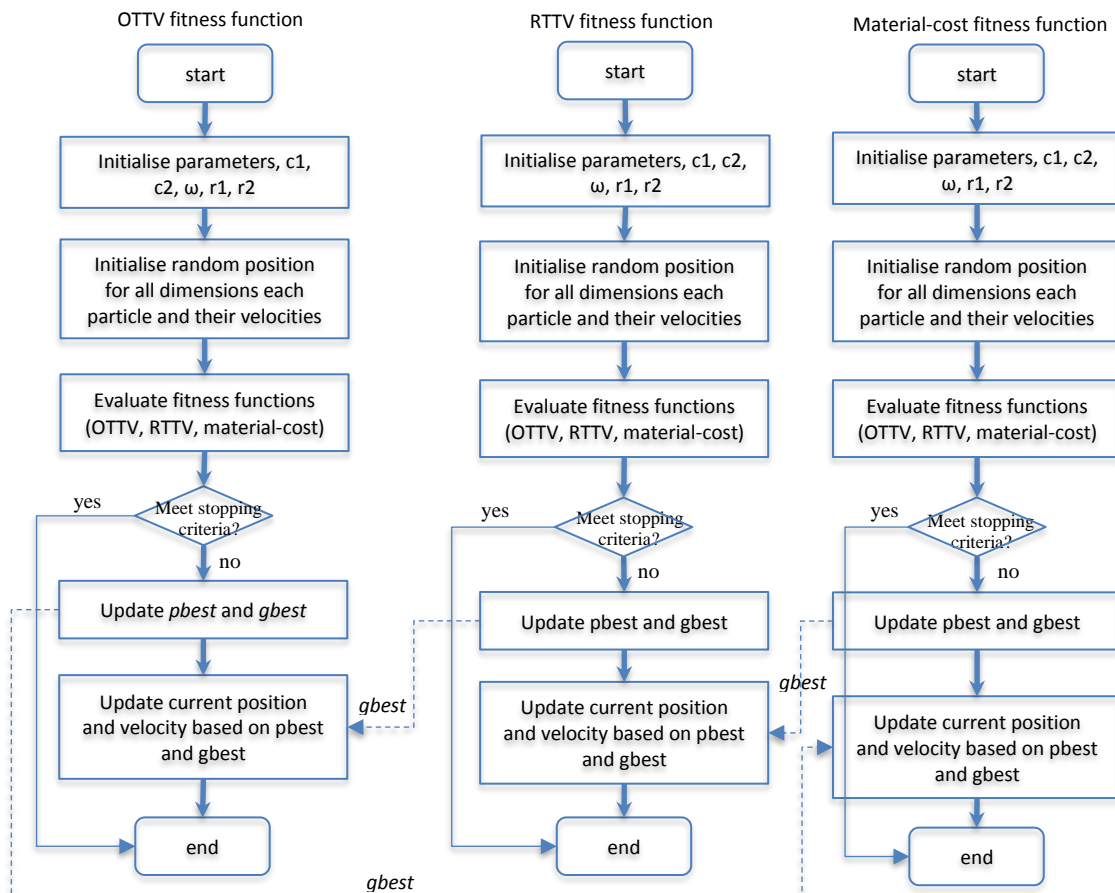 OTTV fitness function
start
Initialise parameters, c1,
c2, ω, r1, r2
Initialise random position
for all dimensions each
particle and their velocities
Evaluate fitness functions
(OTTV, RTTV, material-cost)
yes
Meet stopping
criteria?
no
Update pbest and gbest
Update current position
and velocity based on pbest
and gbest
end
gbest
RTTV fitness function
start
Initialise parameters, c1, c2,
ω, r1, r2
Initialise random position
for all dimensions each
particle and their velocities
Evaluate fitness functions
(OTTV, RTTV, material-cost)
yes
Meet stopping
criteria?
no
Update pbest and gbest
Update current position
and velocity based on pbest
and gbest
end
gbest
Material-cost fitness function
start
Initialise parameters, c1, c2,
ω, r1, r2
Initialise random position
for all dimensions each
particle and their velocities
Evaluate fitness functions
(OTTV, RTTV, material-cost)
yes
Meet stopping
criteria?
no
Update pbest and gbest
Update current position
and velocity based on pbest
and gbest
end
gbest